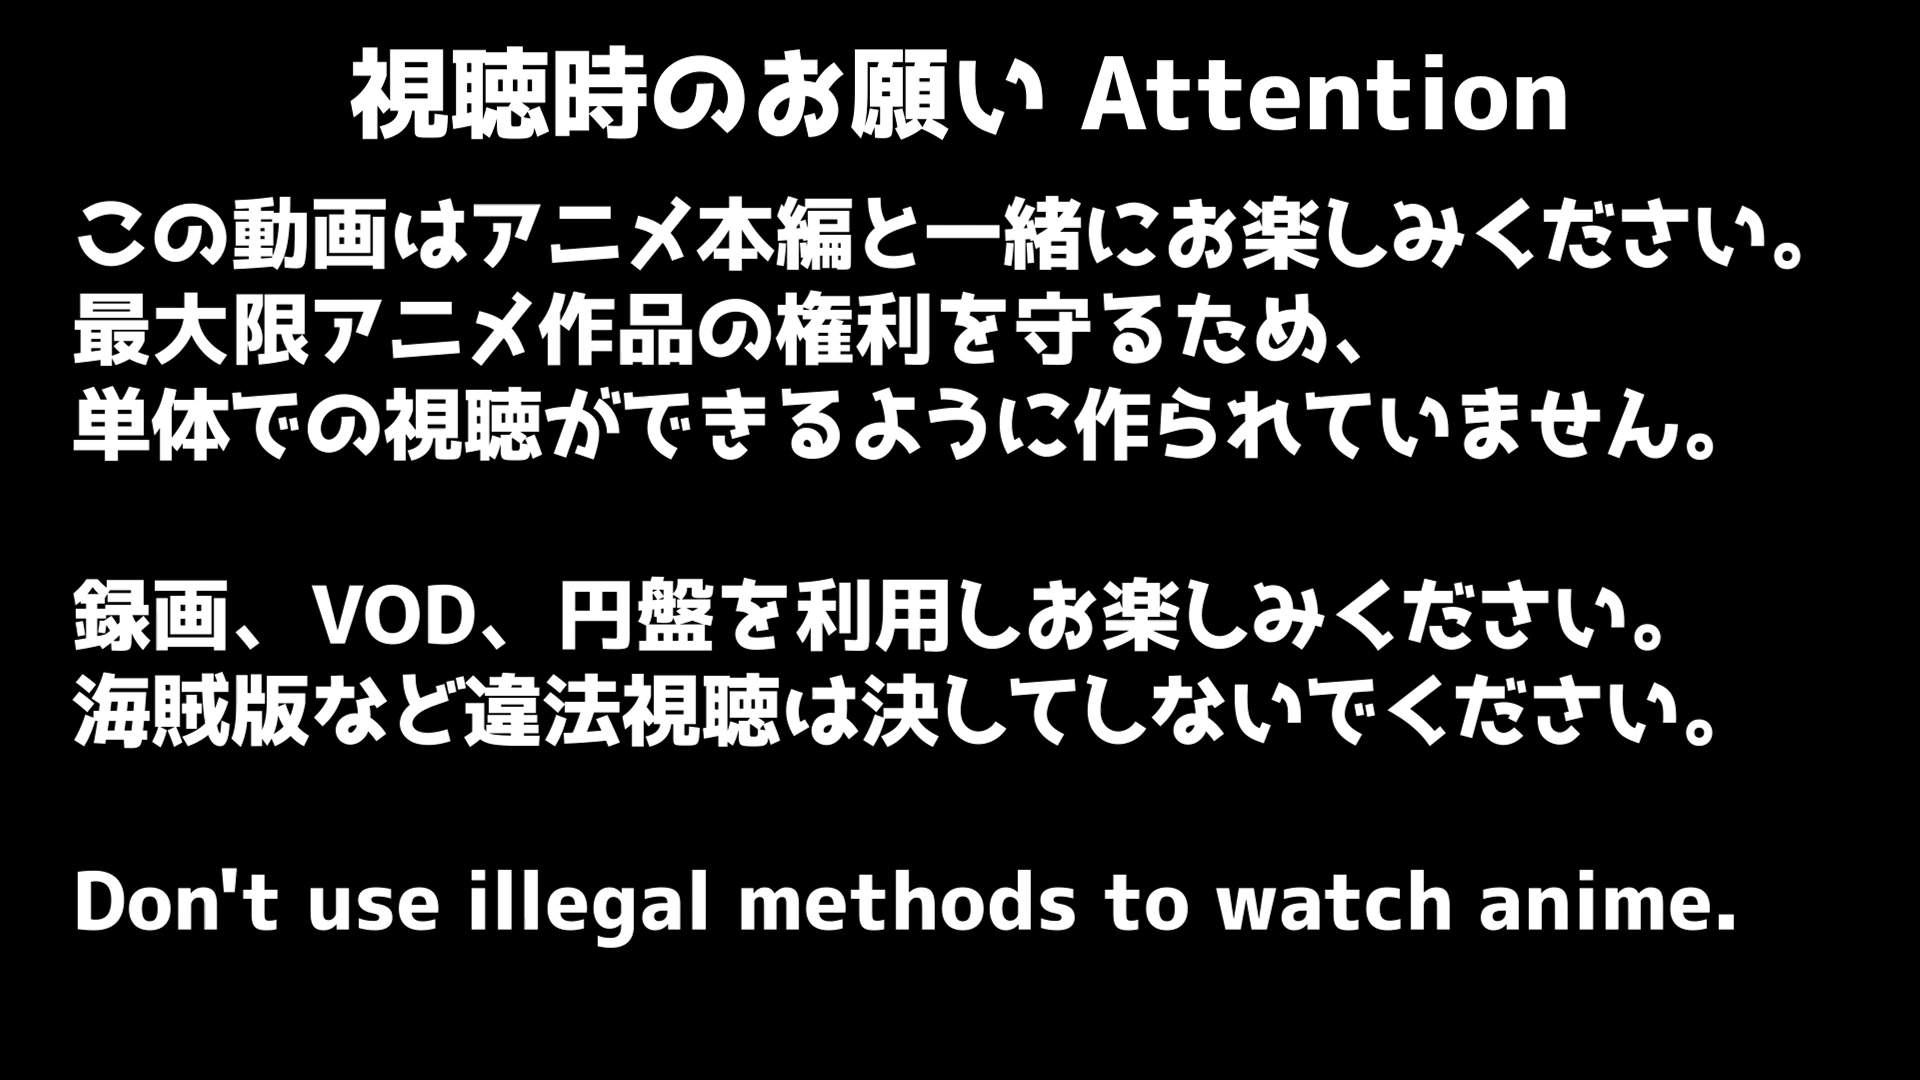 視聴時のお願い Attention
この動画はアニメ本編と一緒にお楽しみください。
最大限アニメ作品の権利を守るため、
単体での視聴ができるように作られていません。
録画、VOD、円盤を利用しお楽しみください。
海賊版など違法視聴は決してしないでください。
Don't use illegal methods to watch anime.